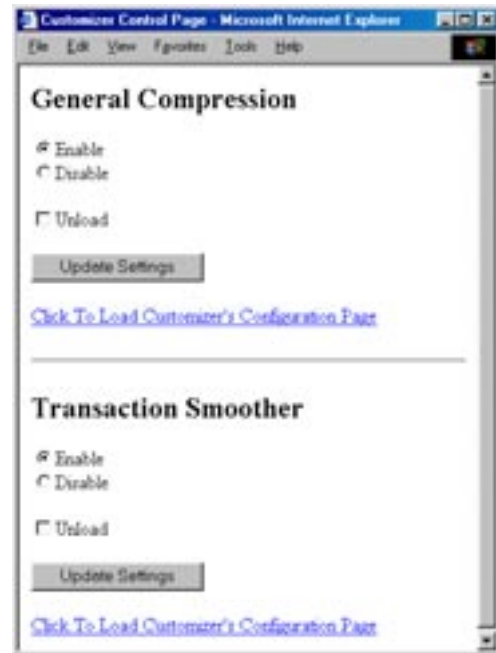 Customizer Control Page - Microsoft Internet Explorer
File Edit View Favorites Tools Help
General Compression
Enable
Disable
Unload
Update Settings
Click To Load Customizer's Configuration Page
Transaction Smoother
Enable
Disable
Unload
Update Settings
Click To Load Customizer's Configuration Page